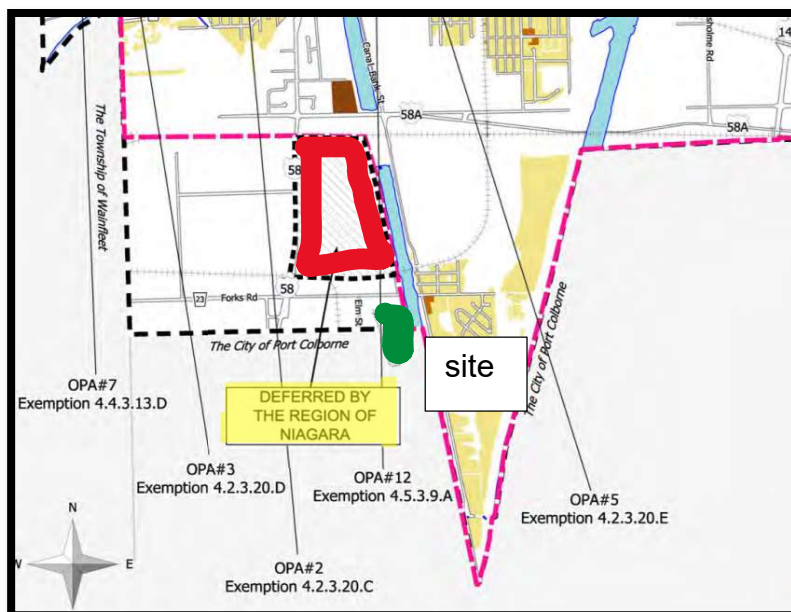 Canal Bank St
esholme Rd
14
58A
58A
The Township of Wainfleet
58
58
23
Forks Rd
Elm St
The City of Port Colborne
The City of Port Colborne
site
OPA#7
Exemption 4.4.3.13.D
DEFERRED BY
THE REGION OF
NIAGARA
OPA#3
Exemption 4.2.3.20.D
OPA#12
Exemption 4.5.3.9.A
OPA#5
Exemption 4.2.3.20.E
OPA#2
Exemption 4.2.3.20.C
N
W
E
S